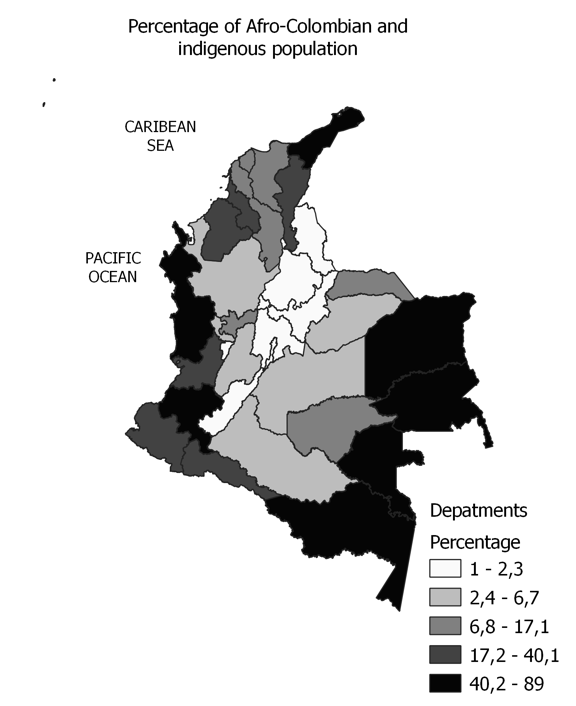 Percentage of Afro-Colombian and
indigenous population
CARIBEAN
SEA
PACIFIC
OCEAN
Depatments
Percentage
1 - 2,3
2,4 - 6,7
6,8 - 17,1
17,2 - 40,1
40,2 - 89